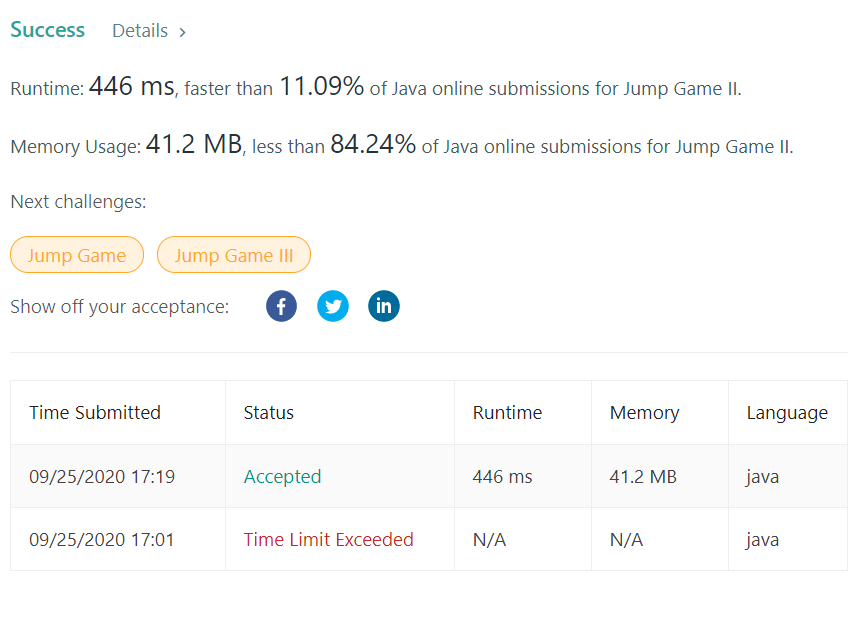 Success Details >
Runtime: 446 ms, faster than 11.09% of Java online submissions for Jump Game II.
Memory Usage: 41.2 MB, less than 84.24% of Java online submissions for Jump Game II.
Next challenges:
Jump Game Jump Game III
Show off your acceptance: f in
Time Submitted Status Runtime Memory Language
09/25/2020 17:19 Accepted 446 ms 41.2 MB java
09/25/2020 17:01 Time Limit Exceeded N/A N/A java